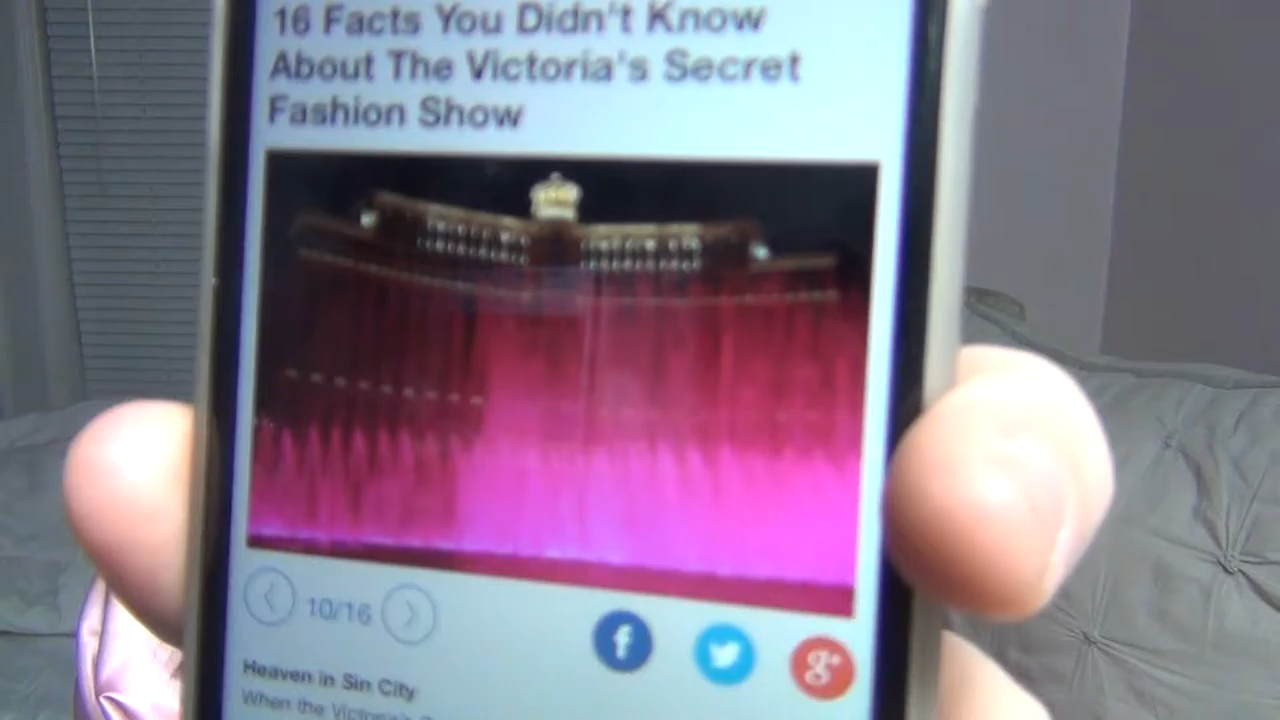 16 Facts You Didn't Know
About The Victoria's Secret
Fashion Show
10/16
f
g+
Heaven in Sin City
When the Victoria's